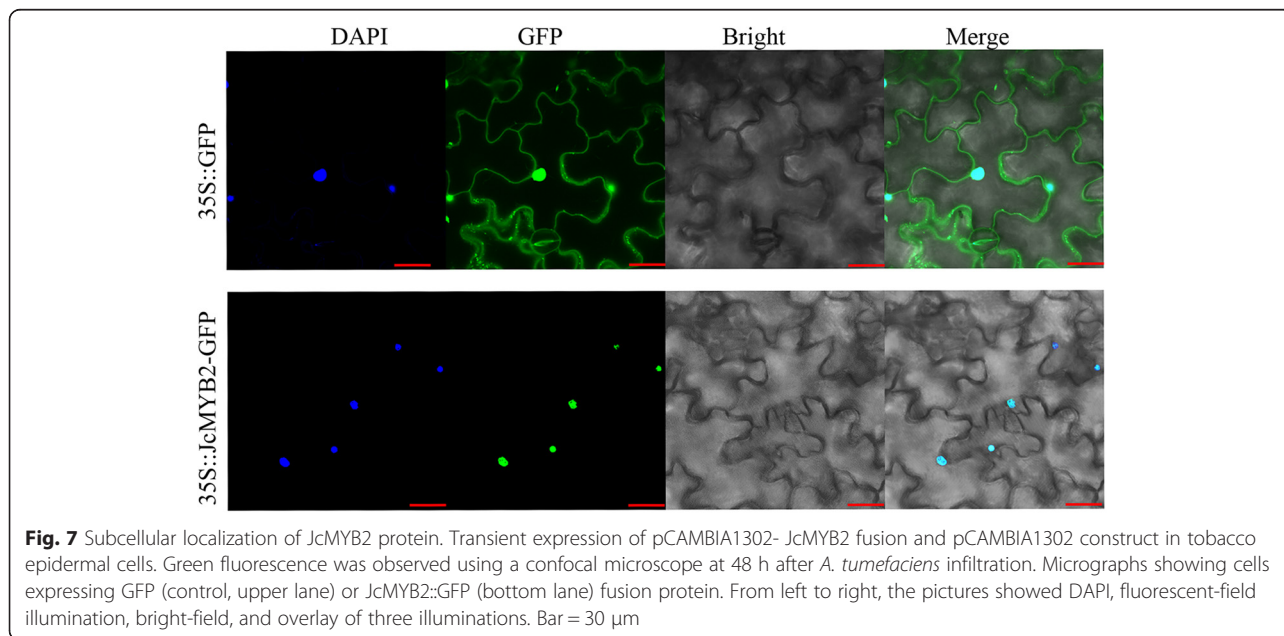 DAPI GFP Bright Merge
35S::GFP
35S::JcMYB2-GFP
Fig. 7 Subcellular localization of JcMYB2 protein. Transient expression of pCAMBIA1302- JcMYB2 fusion and pCAMBIA1302 construct in tobacco
epidermal cells. Green fluorescence was observed using a confocal microscope at 48 h after A. tumefaciens infiltration. Micrographs showing cells
expressing GFP (control, upper lane) or JcMYB2::GFP (bottom lane) fusion protein. From left to right, the pictures showed DAPI, fluorescent-field
illumination, bright-field, and overlay of three illuminations. Bar = 30 μm